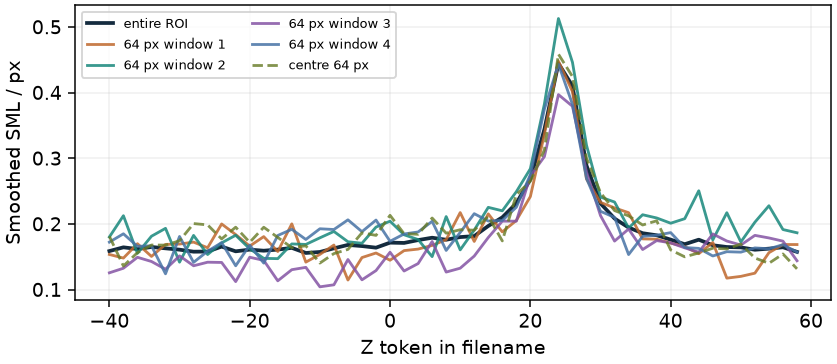 entire ROI
64 px window 1
64 px window 2
64 px window 3
64 px window 4
centre 64 px
Smoothed SML / px
0.5
0.4
0.3
0.2
0.1
−40 −20 0 20 40 60
Z token in filename